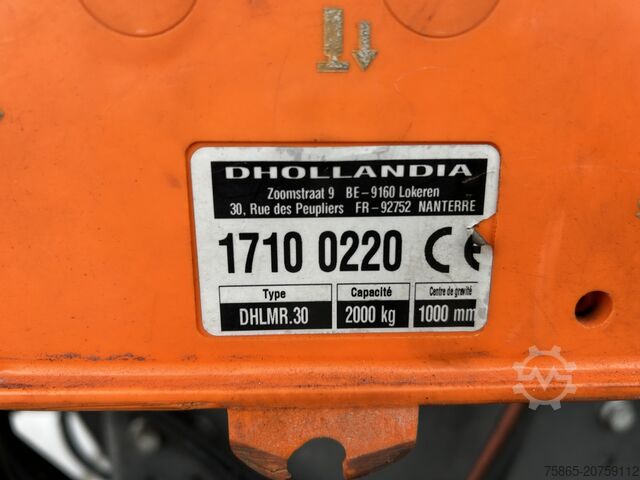 DHOLLANDIA
Zoomstraat 9 BE-9160 Lokeren
30, Rue des Peupliers FR-92752 NANTERRE
1710 0220 CE
Type Capacité Centre de gravité
DHLMR.30 2000 kg 1000 mm
75865-20759112